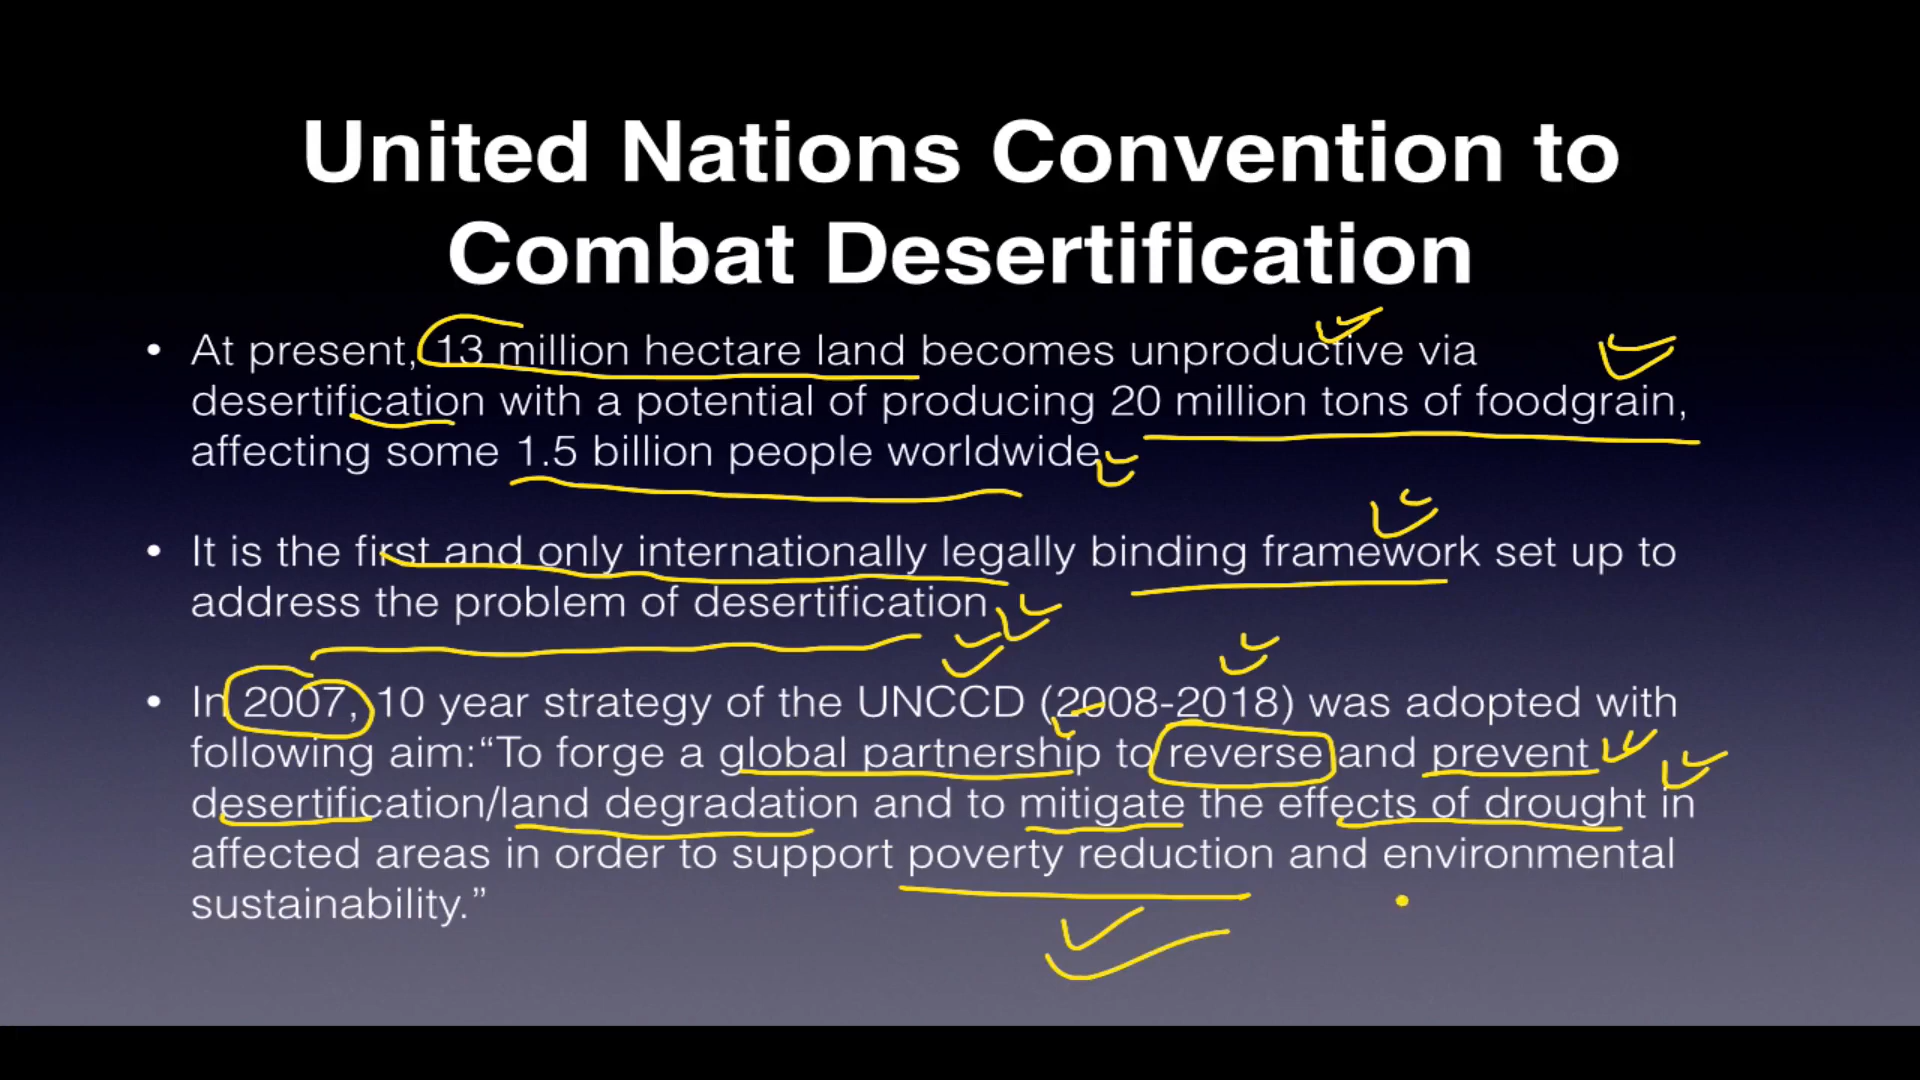 United Nations Convention to
Combat Desertification
• At present, 13 million hectare land becomes unproductive via
desertification with a potential of producing 20 million tons of foodgrain,
affecting some 1.5 billion people worldwide
• It is the first and only internationally legally binding framework set up to
address the problem of desertification
• In 2007, 10 year strategy of the UNCCD (2008-2018) was adopted with
following aim:“To forge a global partnership to reverse and prevent
desertification/land degradation and to mitigate the effects of drought in
affected areas in order to support poverty reduction and environmental
sustainability.”